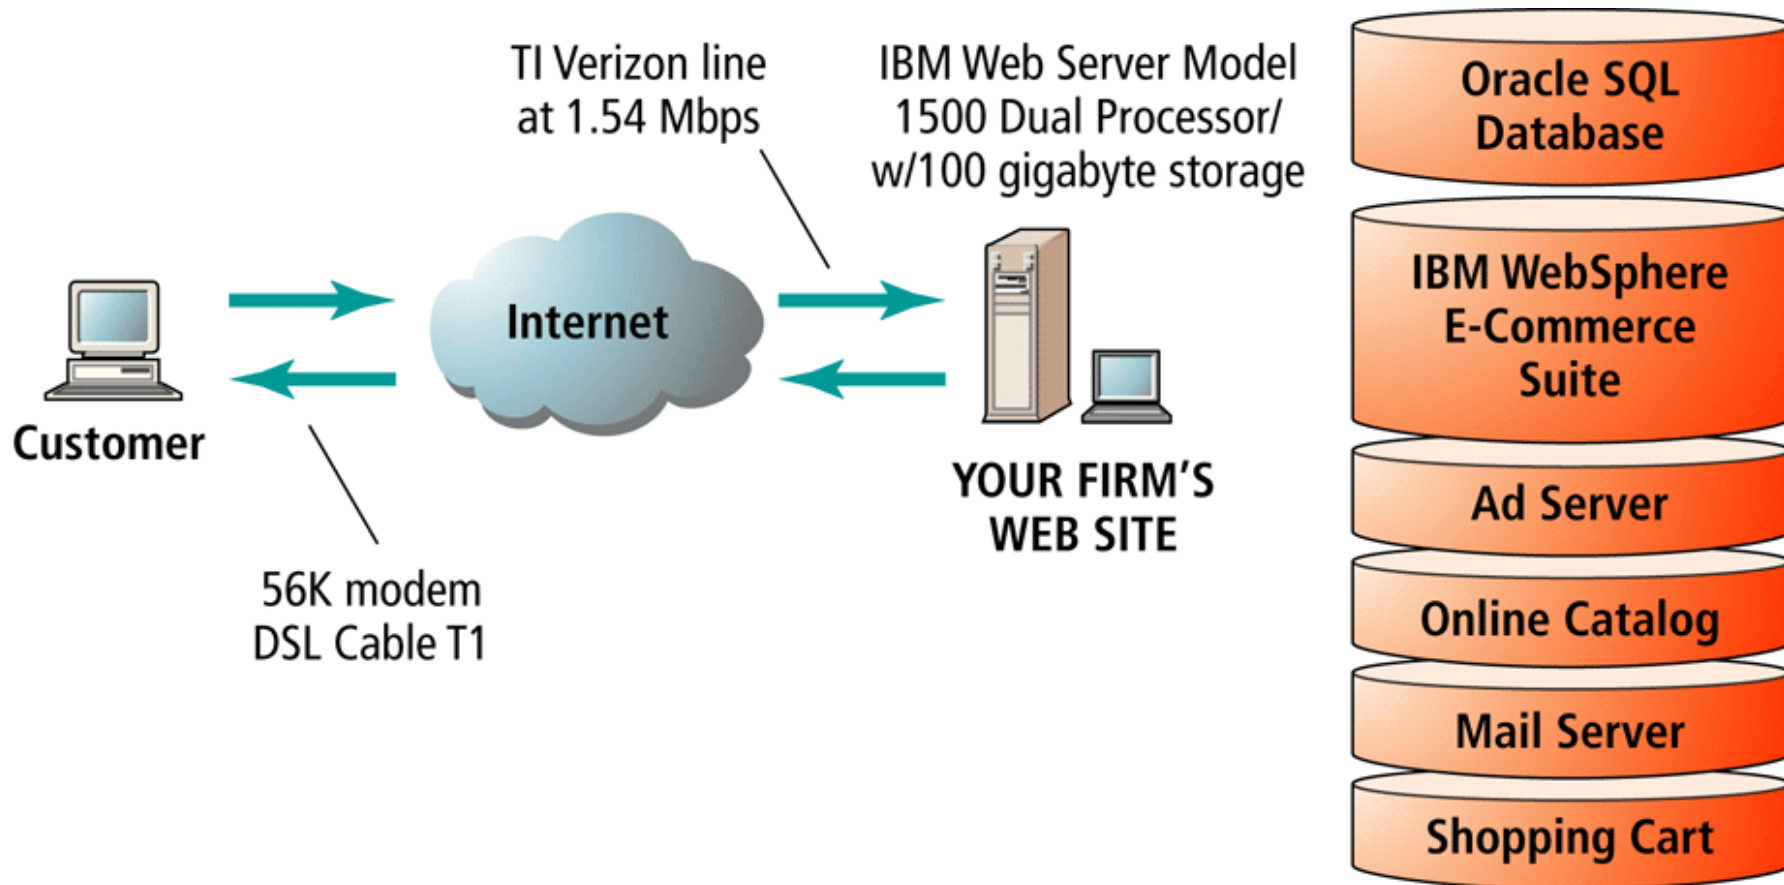 TI Verizon line
at 1.54 Mbps
IBM Web Server Model
1500 Dual Processor/
w/100 gigabyte storage
Internet
Customer
YOUR FIRM'S
WEB SITE
56K modem
DSL Cable T1
Oracle SQL
Database
IBM WebSphere
E-Commerce
Suite
Ad Server
Online Catalog
Mail Server
Shopping Cart